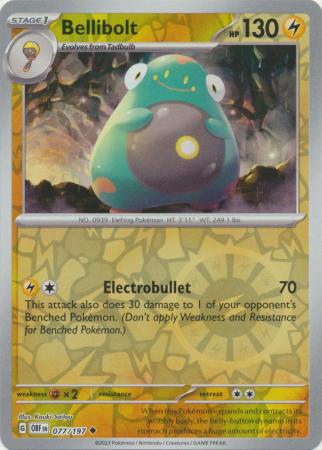 STAGE 1
Bellibolt
HP 130
Evolves from Tadbulb
NO. 0939 EleFrog Pokémon HT: 3'11" WT: 249.1 lbs.
Electrobullet 70
This attack also does 30 damage to 1 of your opponent's
Benched Pokémon. (Don't apply Weakness and Resistance
for Benched Pokémon.)
weakness ×2 resistance retreat
Illus. Kouki Saitou
G OBF EN 077/197
When this Pokémon expands and contracts its
wobbly body, the belly-button dynamo in its
stomach produces a huge amount of electricity.
©2023 Pokémon / Nintendo / Creatures / GAME FREAK